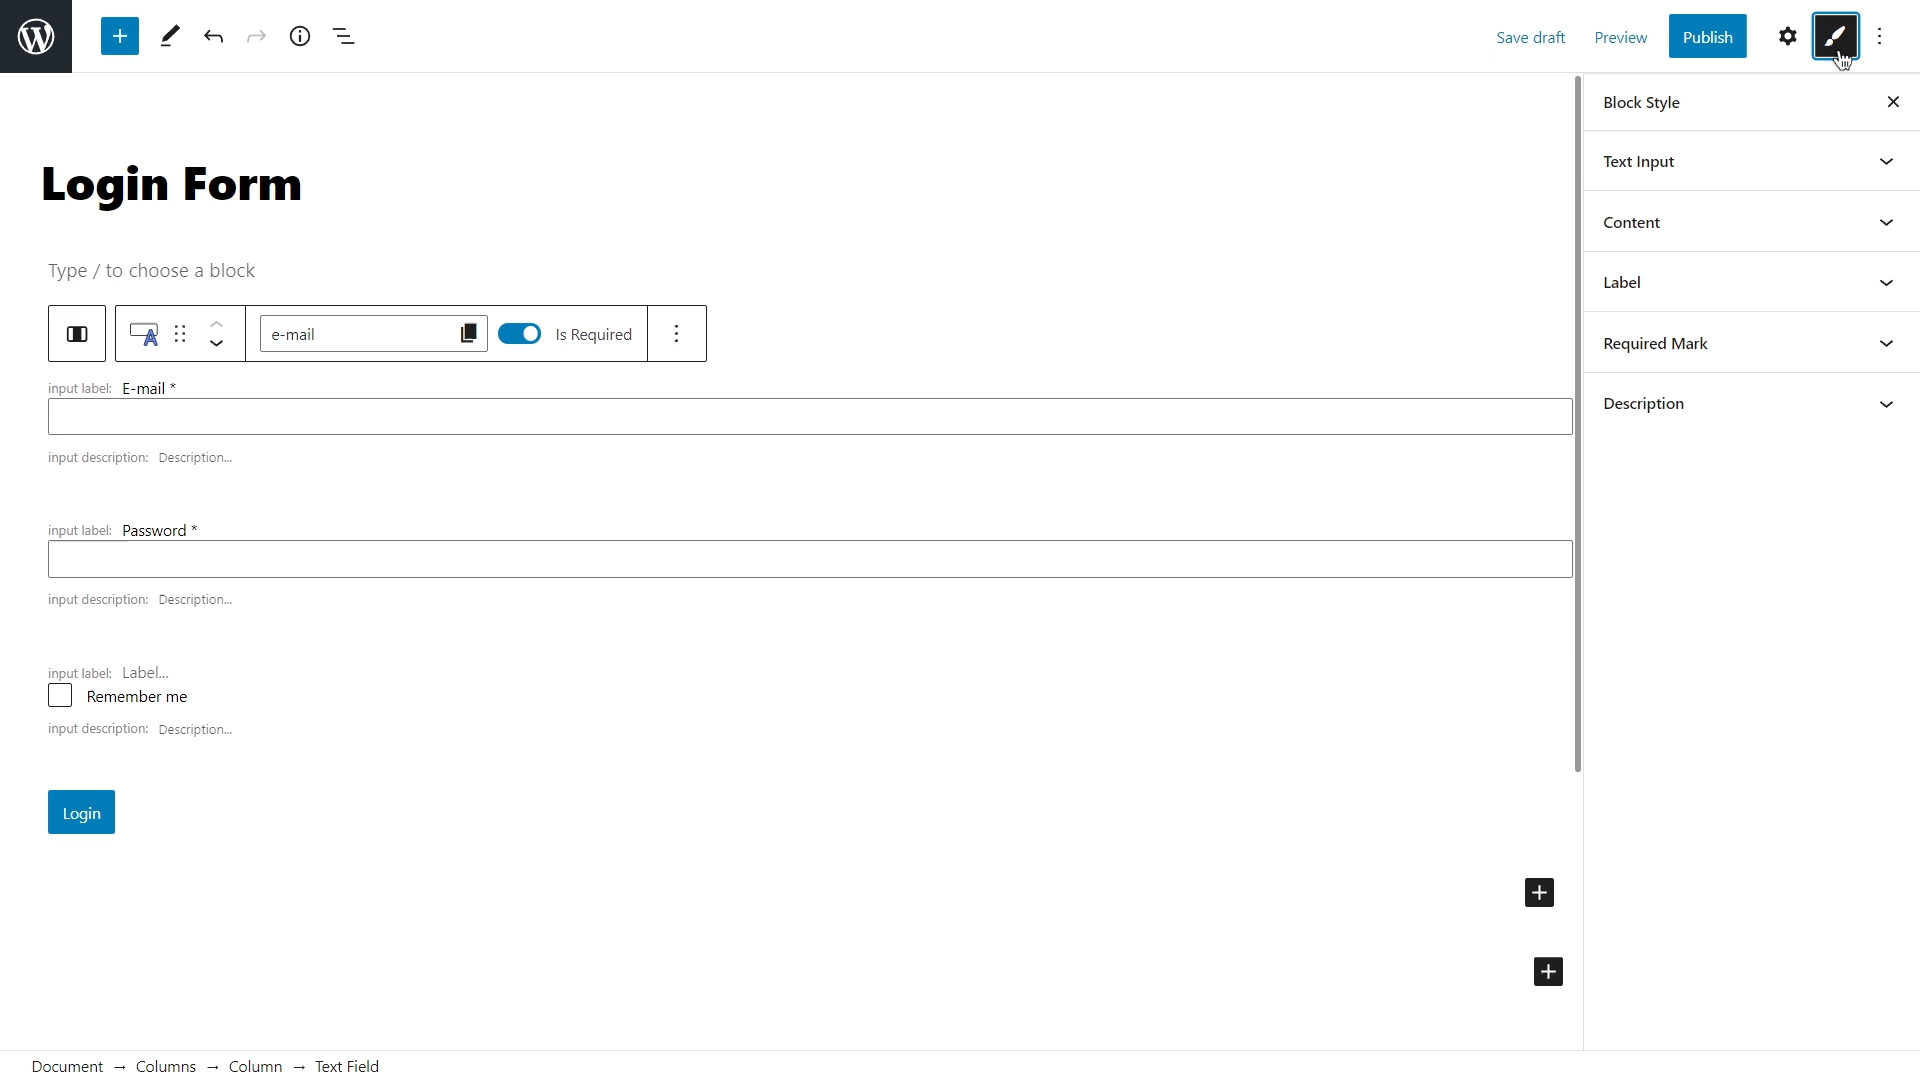 Save draft
Preview
Publish
Block Style
Text Input
Content
Label
Required Mark
Description
Login Form
Type / to choose a block
e-mail
Is Required
input label: E-mail *
input description: Description...
input label: Password *
input description: Description...
input label: Label...
Remember me
input description: Description...
Login
Document → Columns → Column → Text Field